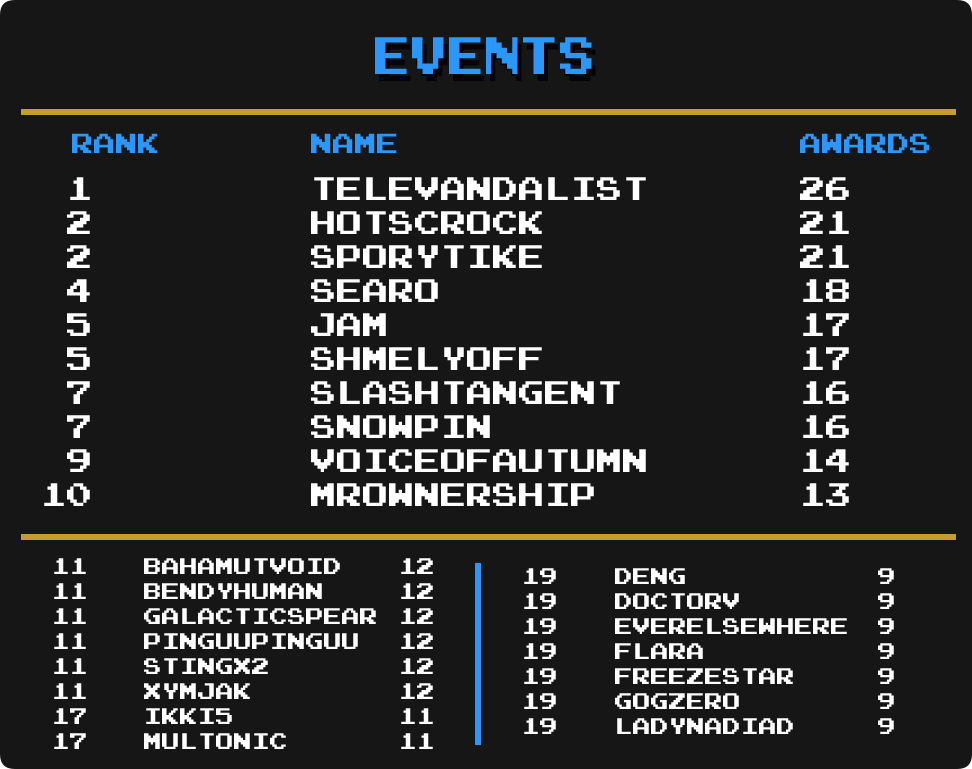 EVENTS
RANK NAME AWARDS
1 TELEVANDALIST 26
2 HOTSCROCK 21
2 SPORYTIKE 21
4 SEARO 18
5 JAM 17
5 SHMELYOFF 17
7 SLASHTANGENT 16
7 SNOWPIN 16
9 VOICEOFAUTUMN 14
10 MROWNERSHIP 13
11 BAHAMUTVOID 12
11 BENDYHUMAN 12
11 GALACTICSPEAR 12
11 PINGUUPINGUU 12
11 STINGX2 12
11 XYMJAK 12
17 IKKI5 11
17 MULTONIC 11
19 DENG 9
19 DOCTORV 9
19 EVERELSEWHERE 9
19 FLARA 9
19 FREEZESTAR 9
19 GOGZERO 9
19 LADYNADIAD 9